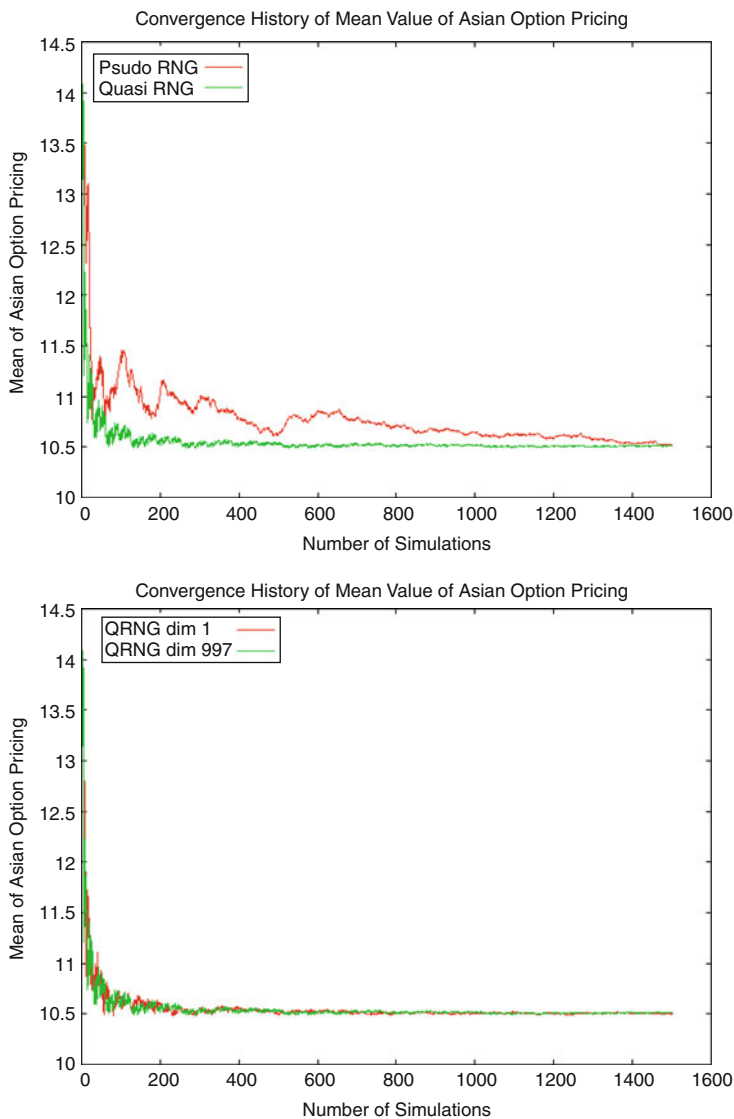 Convergence History of Mean Value of Asian Option Pricing
14.5
Psudo RNG
Quasi RNG
14
13.5
13
12.5
12
11.5
11
10.5
10
Mean of Asian Option Pricing
0 200 400 600 800 1000 1200 1400 1600
Number of Simulations
Convergence History of Mean Value of Asian Option Pricing
14.5
QRNG dim 1
QRNG dim 997
14
13.5
13
12.5
12
11.5
11
10.5
10
Mean of Asian Option Pricing
0 200 400 600 800 1000 1200 1400 1600
Number of Simulations